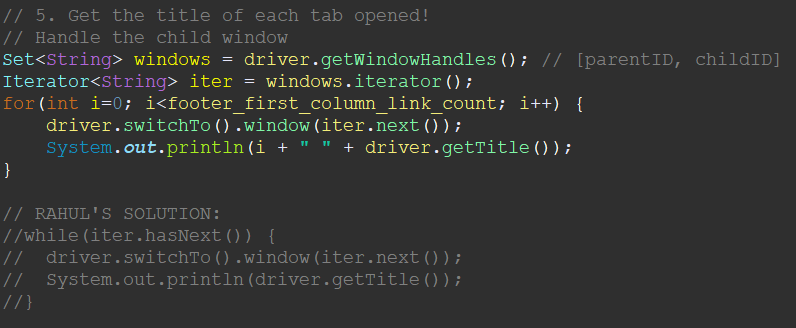 // 5. Get the title of each tab opened!
// Handle the child window
Set<String> windows = driver.getWindowHandles(); // [parentID, childID]
Iterator<String> iter = windows.iterator();
for(int i=0; i<footer_first_column_link_count; i++) {
    driver.switchTo().window(iter.next());
    System.out.println(i + " " + driver.getTitle());
}

// RAHUL'S SOLUTION:
//while(iter.hasNext()) {
//  driver.switchTo().window(iter.next());
//  System.out.println(driver.getTitle());
//}